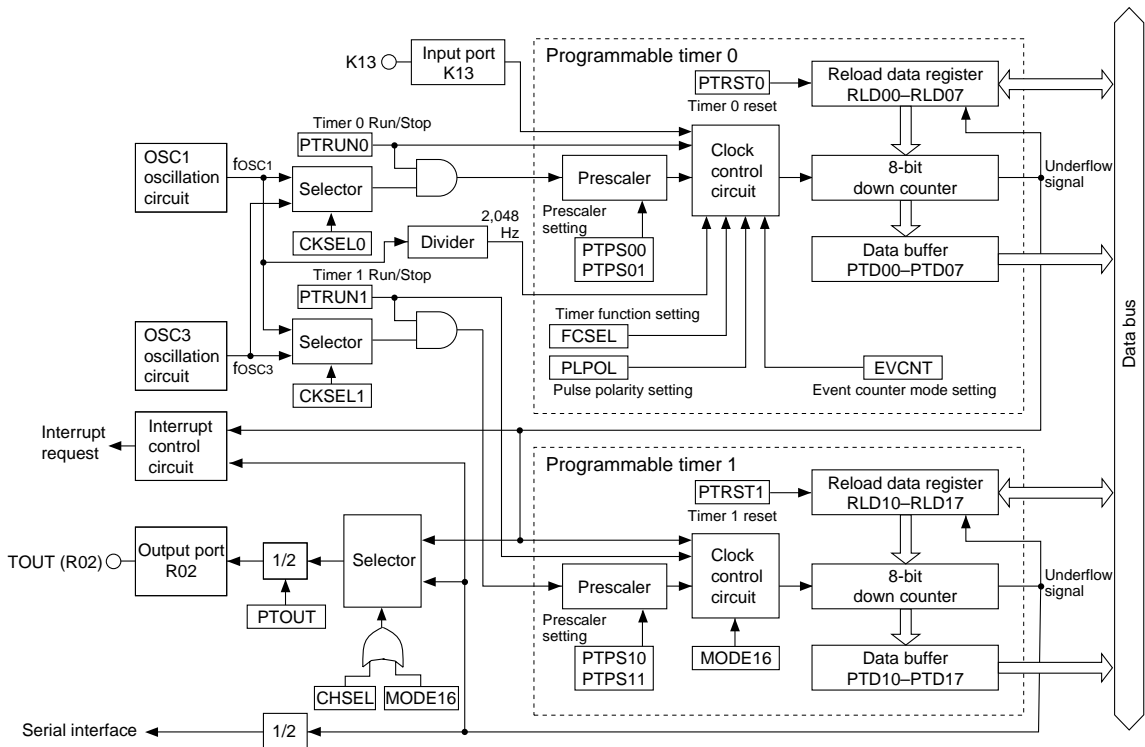 K13
Input port
K13
Programmable timer 0
PTRST0
Timer 0 reset
Reload data register
RLD00–RLD07
Timer 0 Run/Stop
PTRUN0
OSC1
oscillation
circuit
fOSC1
Selector
CKSEL0
Prescaler
Prescaler
setting
PTPS00
PTPS01
Clock
control
circuit
8-bit
down counter
Underflow
signal
2,048
Hz
Divider
Data buffer
PTD00–PTD07
Timer 1 Run/Stop
PTRUN1
OSC3
oscillation
circuit
fOSC3
Selector
CKSEL1
Timer function setting
FCSEL
PLPOL
Pulse polarity setting
EVCNT
Event counter mode setting
Data bus
Interrupt
request
Interrupt
control
circuit
Programmable timer 1
PTRST1
Timer 1 reset
Reload data register
RLD10–RLD17
TOUT (R02)
Output port
R02
1/2
PTOUT
Selector
CHSEL
MODE16
Prescaler
Prescaler
setting
PTPS10
PTPS11
Clock
control
circuit
MODE16
8-bit
down counter
Underflow
signal
Data buffer
PTD10–PTD17
Serial interface
1/2